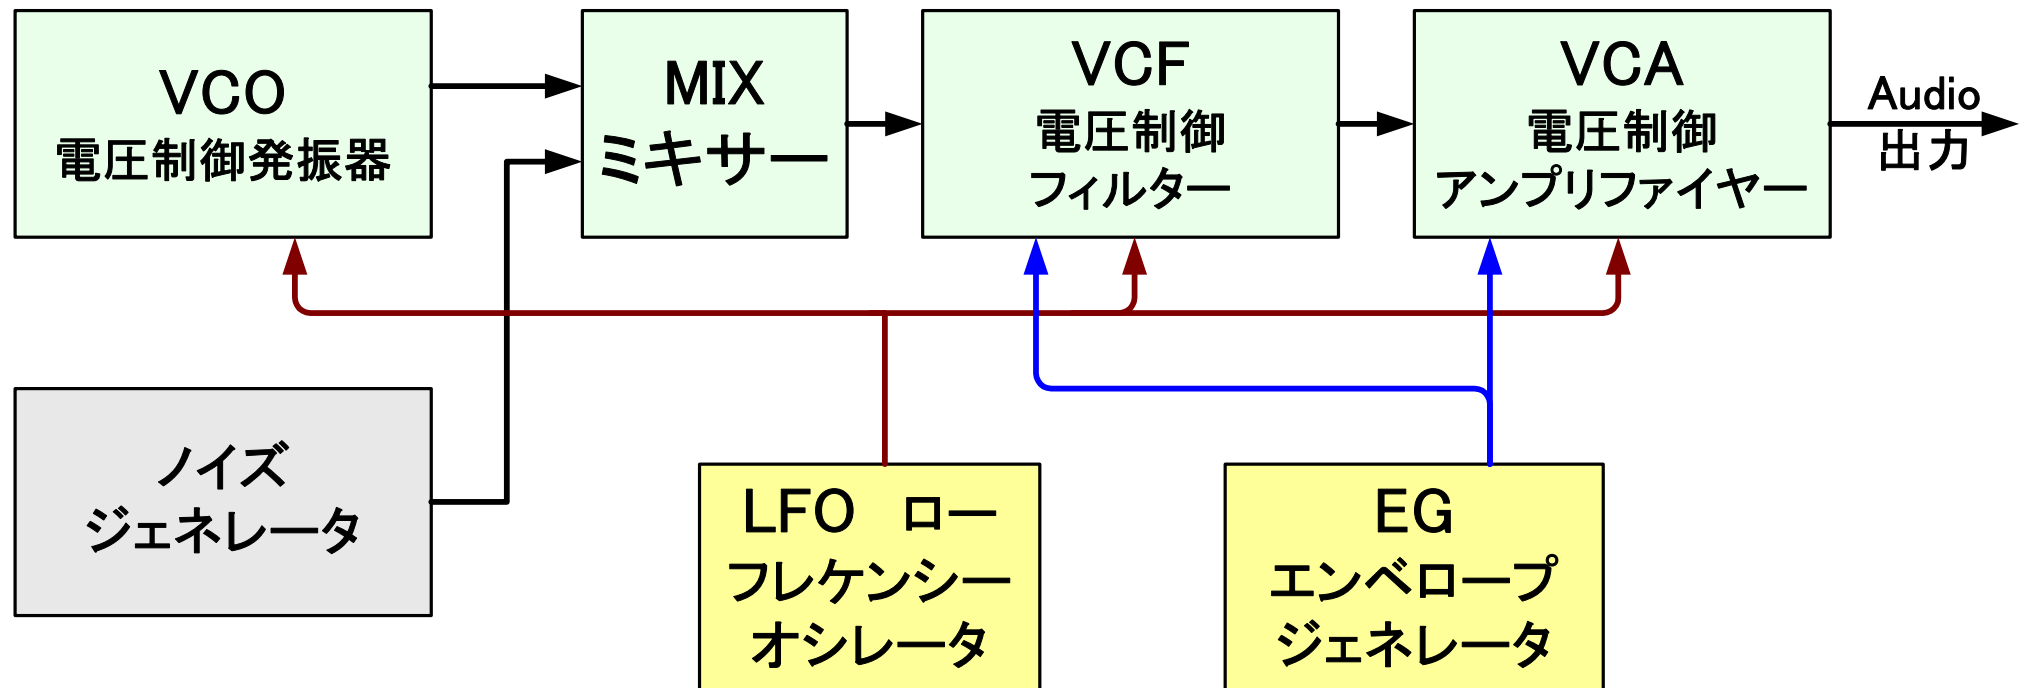 VCO
電圧制御発振器
MIX
ミキサー
VCF
電圧制御
フィルター
VCA
電圧制御
アンプリファイヤー
Audio
出力
ノイズ
ジェネレータ
LFO ロー
フレケンシー
オシレータ
EG
エンベロープ
ジェネレータ